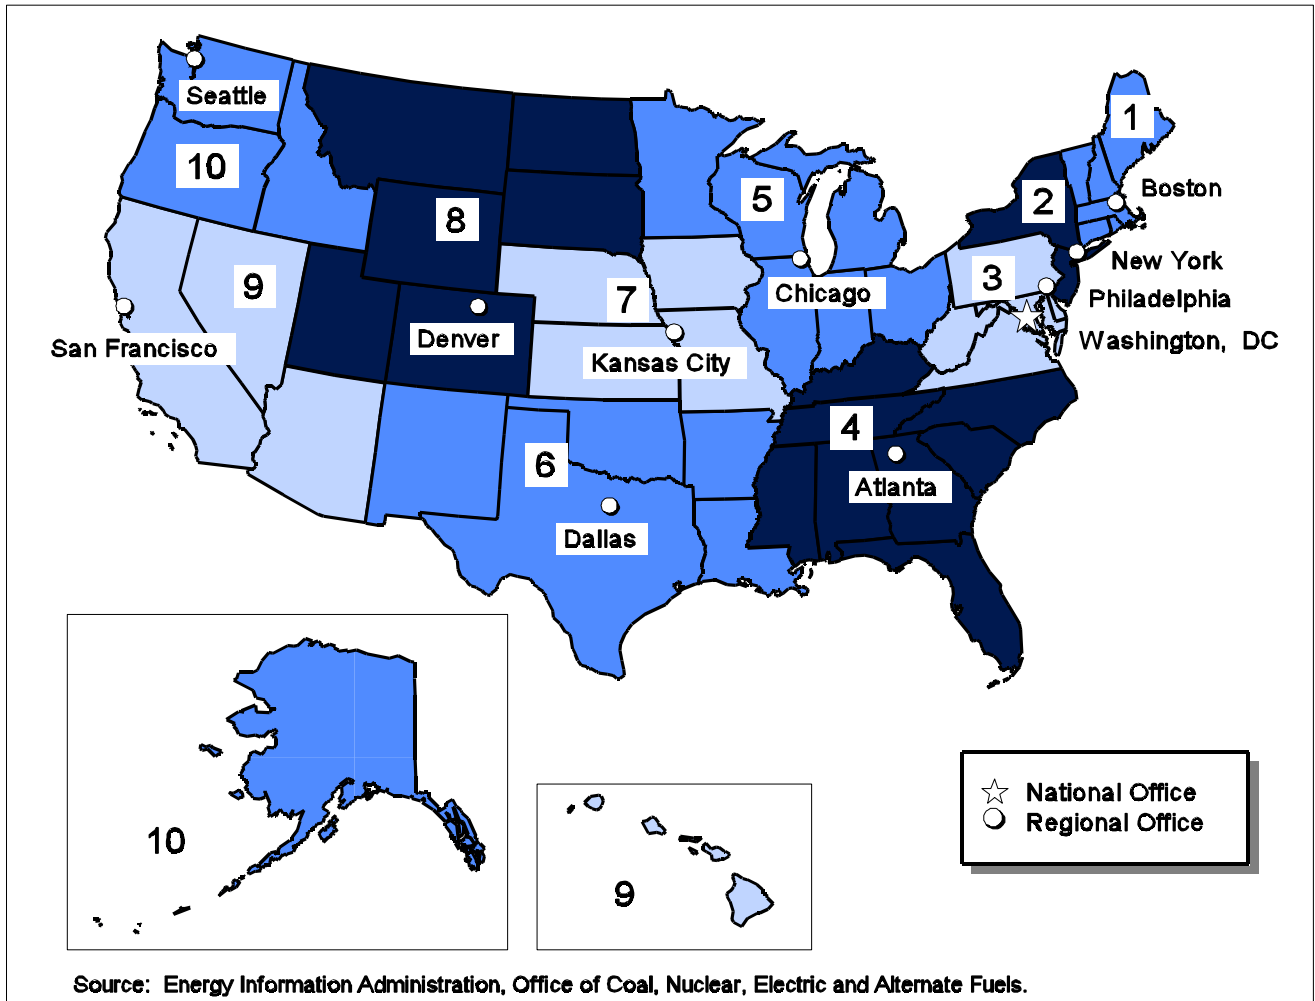 Seattle
1
10
Boston
5
2
8
New York
3
9
7
Chicago
Philadelphia
Denver
Washington, DC
San Francisco
Kansas City
4
6
Atlanta
Dallas
National Office
Regional Office
10
9
Source: Energy Information Administration, Office of Coal, Nuclear, Electric and Alternate Fuels.